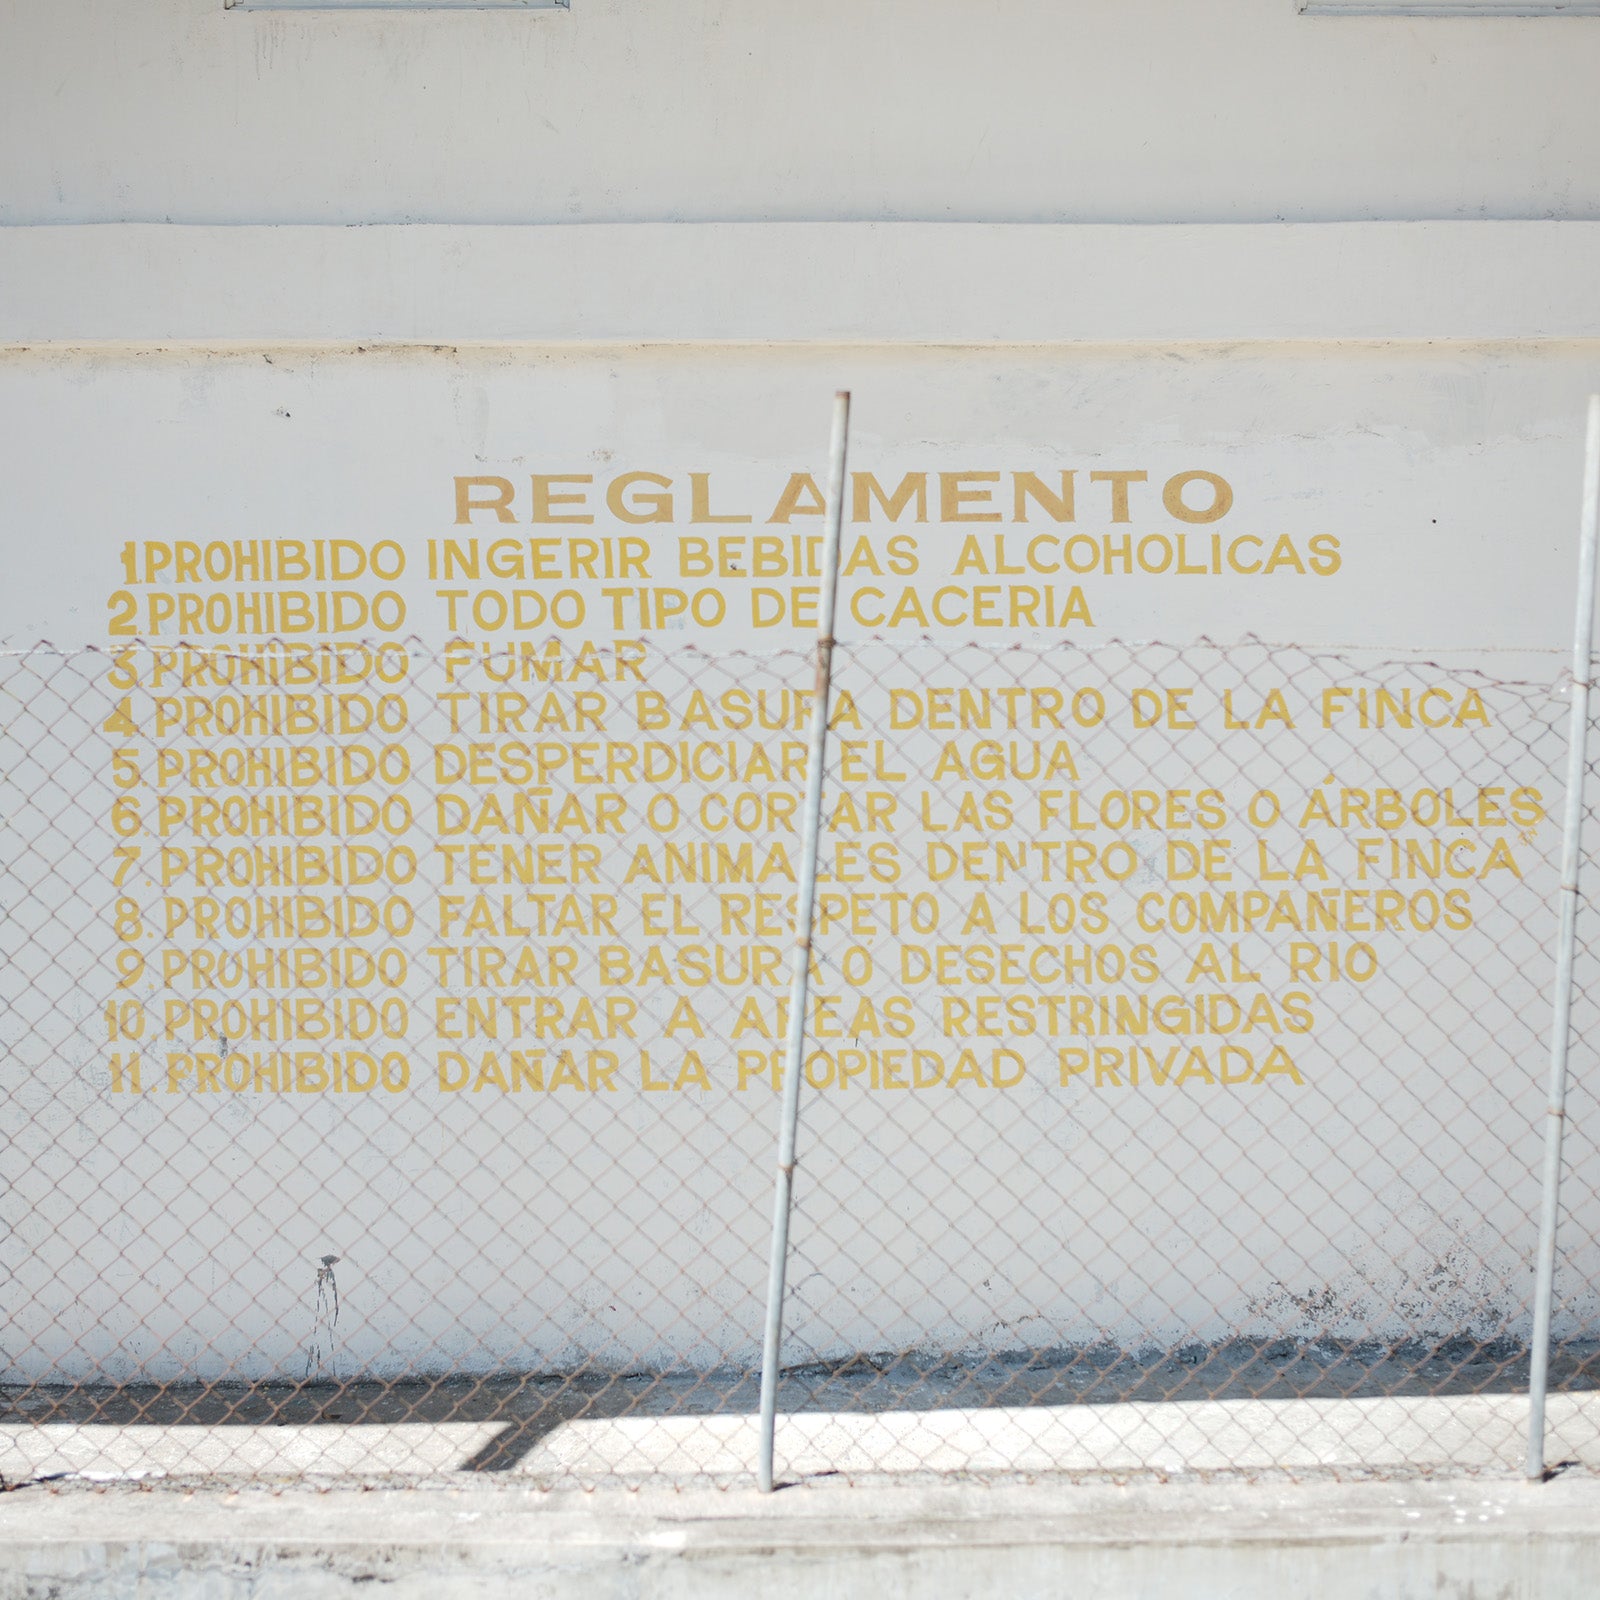 REGLAMENTO
1.PROHIBIDO INGERIR BEBIDAS ALCOHOLICAS
2.PROHIBIDO TODO TIPO DE CACERIA
3 PROHIBIDO FUMAR
4 PROHIBIDO TIRAR BASURA DENTRO DE LA FINCA
5.PROHIBIDO DESPERDICIAR EL AGUA
6.PROHIBIDO DAÑAR O CORTAR LAS FLORES O ÁRBOLES
7.PROHIBIDO TENER ANIMALES DENTRO DE LA FINCA
8.PROHIBIDO FALTAR EL RESPETO A LOS COMPAÑEROS
9 PROHIBIDO TIRAR BASURA Ó DESECHOS AL RIO
10 PROHIBIDO ENTRAR A AREAS RESTRINGIDAS
11.PROHIBIDO DAÑAR LA PROPIEDAD PRIVADA